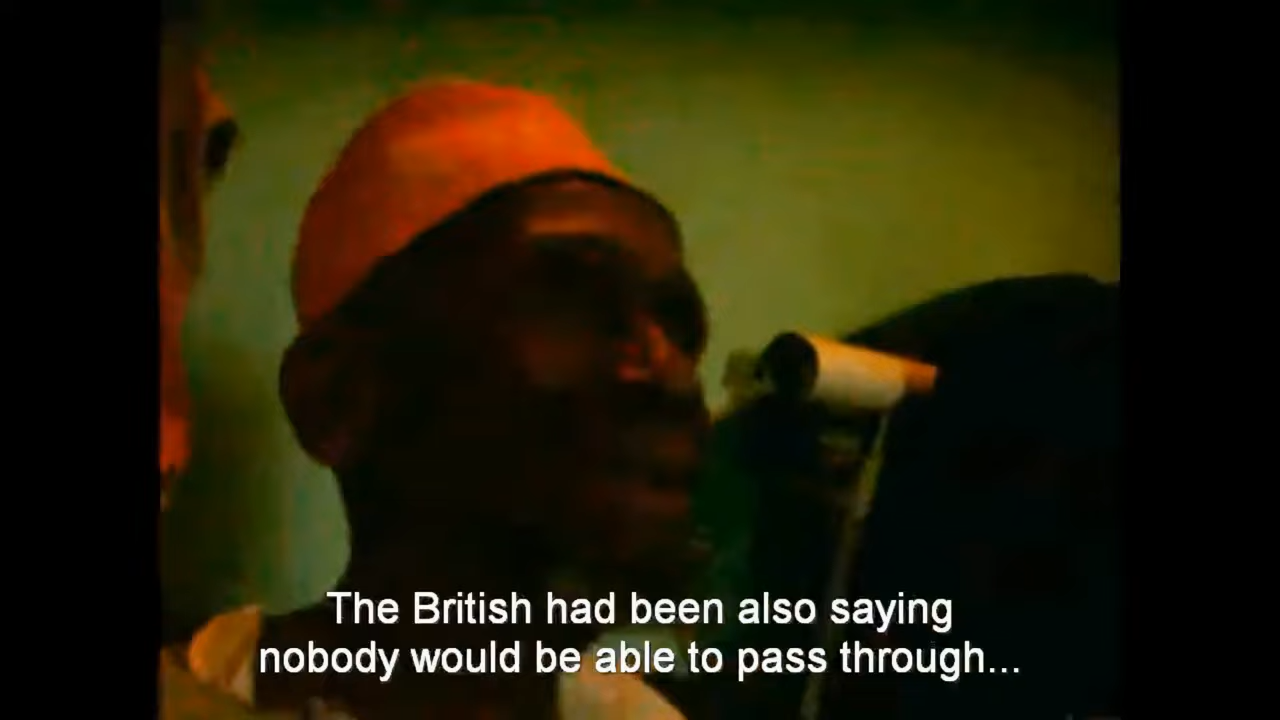 The British had been also saying
nobody would be able to pass through...